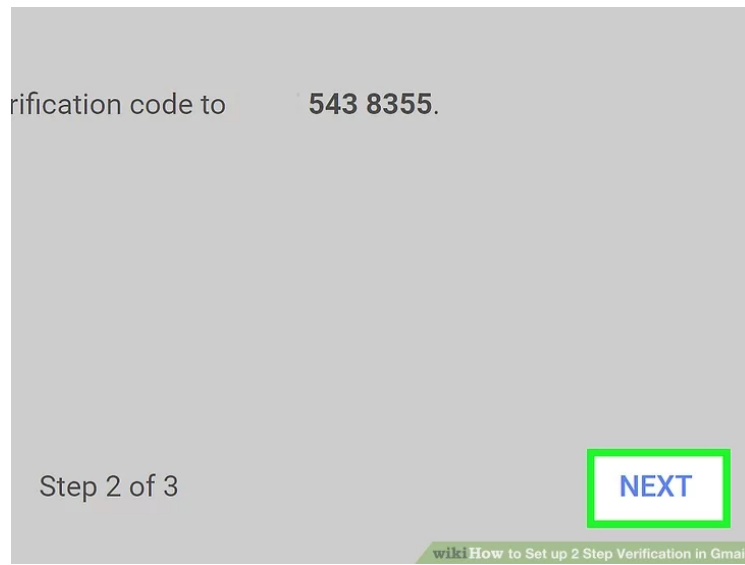 rification code to 543 8355.
Step 2 of 3
NEXT
wikiHow to Set up 2 Step Verification in Gmai